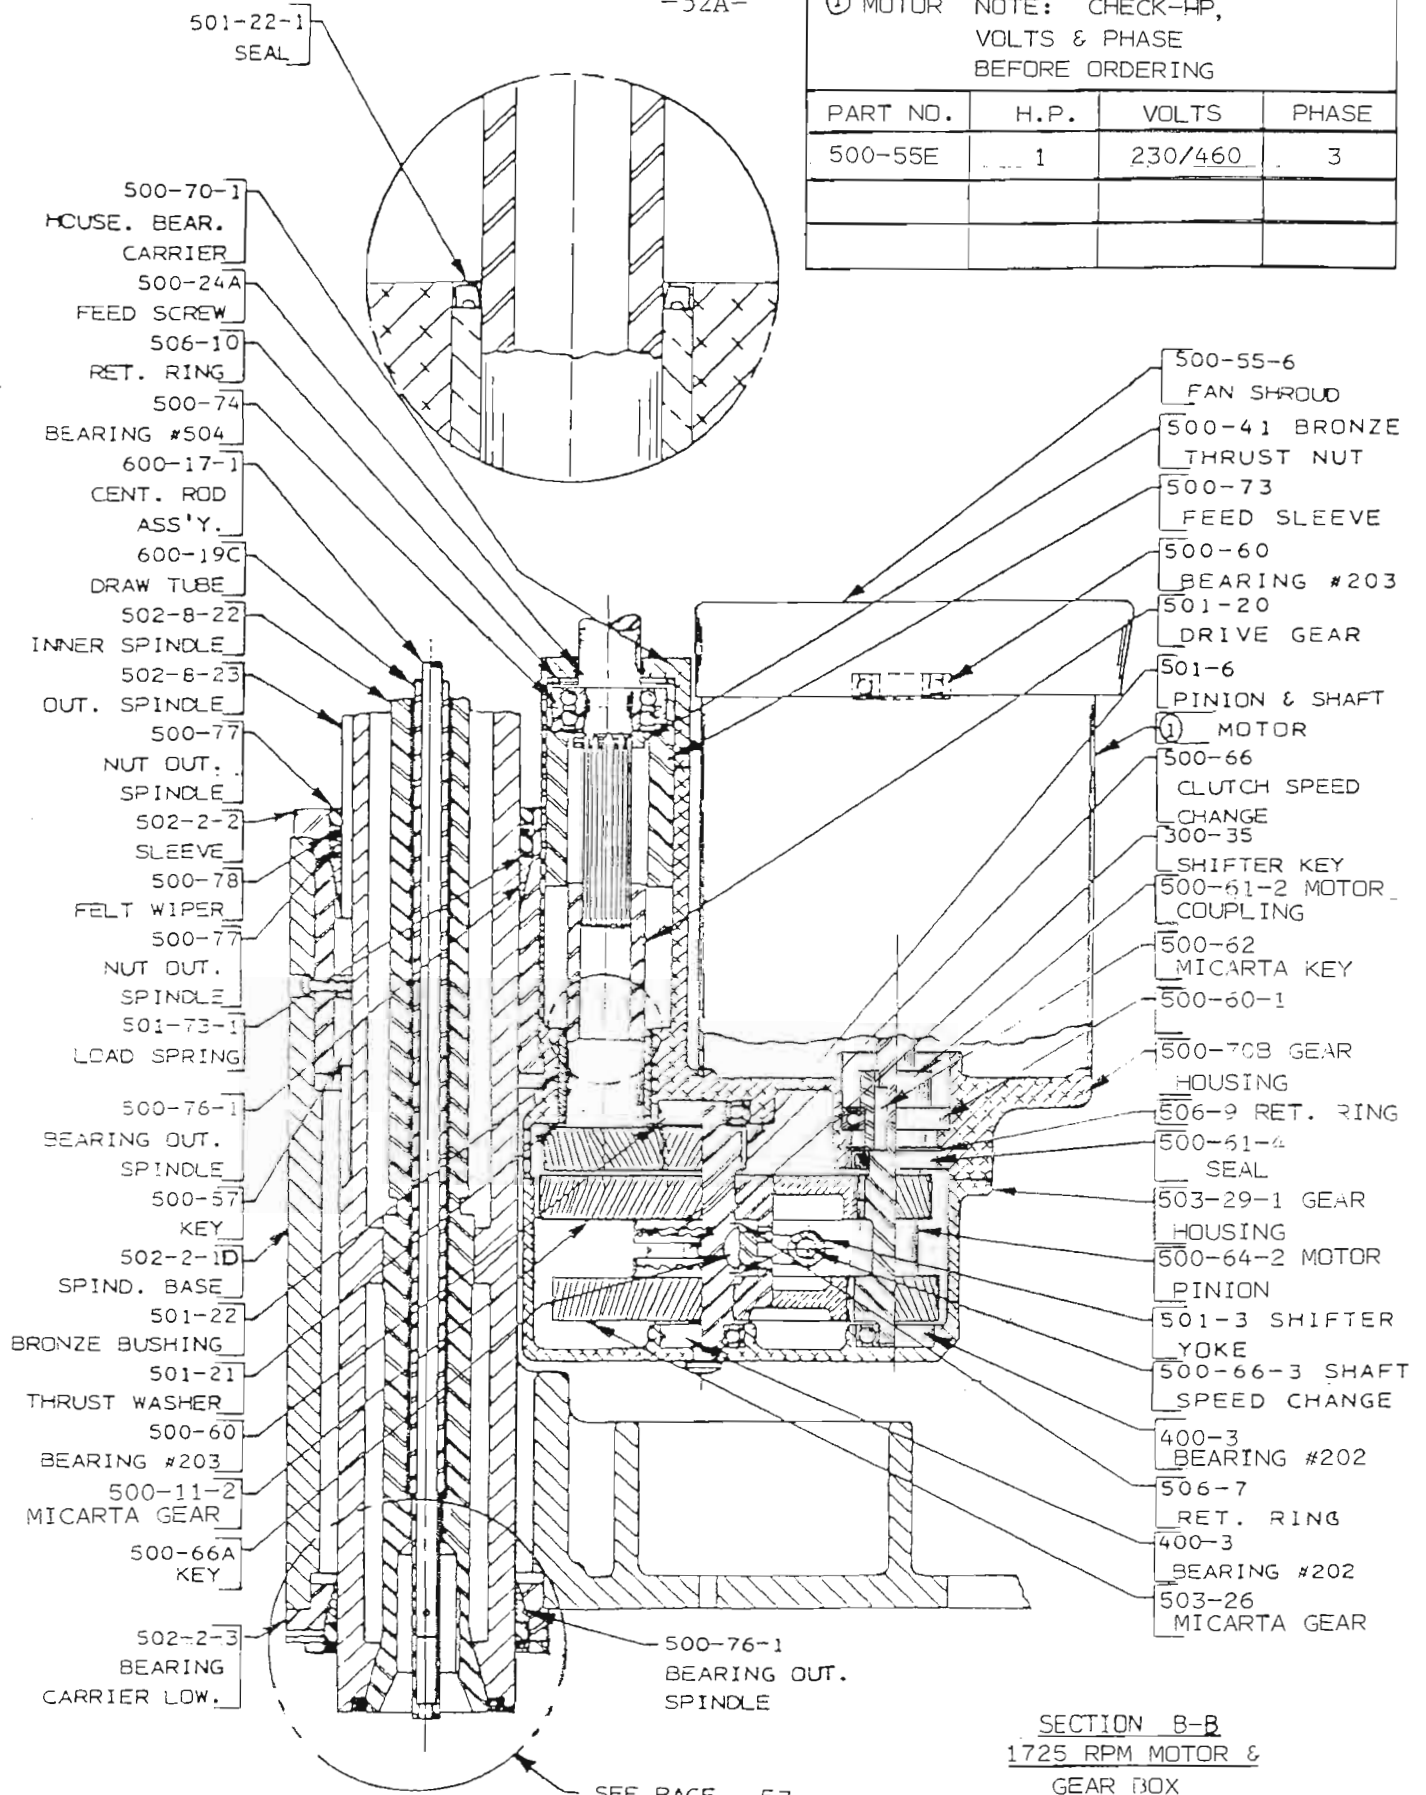 -52A-
① MOTOR NOTE: CHECK-HP,
VOLTS & PHASE
BEFORE ORDERING
PART NO. H.P. VOLTS PHASE
500-55E 1 230/460 3
501-22-1
SEAL
500-70-1
HOUSE. BEAR.
CARRIER
500-24A
FEED SCREW
506-10
RET. RING
500-74
BEARING #504
600-17-1
CENT. ROD
ASS'Y.
600-19C
DRAW TUBE
502-8-22
INNER SPINDLE
502-8-23
OUT. SPINDLE
500-77
NUT OUT.
SPINDLE
502-2-2
SLEEVE
500-78
FELT WIPER
500-77
NUT OUT.
SPINDLE
501-73-1
LOAD SPRING
500-76-1
BEARING OUT.
SPINDLE
500-57
KEY
502-2-1D
SPIND. BASE
501-22
BRONZE BUSHING
501-21
THRUST WASHER
500-60
BEARING #203
500-11-2
MICARTA GEAR
500-66A
KEY
502-2-3
BEARING
CARRIER LOW.
500-76-1
BEARING OUT.
SPINDLE
500-55-6
FAN SHROUD
500-41 BRONZE
THRUST NUT
500-73
FEED SLEEVE
500-60
BEARING #203
501-20
DRIVE GEAR
501-6
PINION & SHAFT
① MOTOR
500-66
CLUTCH SPEED
CHANGE
300-35
SHIFTER KEY
500-61-2 MOTOR
COUPLING
500-62
MICARTA KEY
500-60-1
500-70B GEAR
HOUSING
506-9 RET. RING
500-61-4
SEAL
503-29-1 GEAR
HOUSING
500-64-2 MOTOR
PINION
501-3 SHIFTER
YOKE
500-66-3 SHAFT
SPEED CHANGE
400-3
BEARING #202
506-7
RET. RING
400-3
BEARING #202
503-26
MICARTA GEAR
SECTION B-B
1725 RPM MOTOR &
GEAR BOX
SEE PAGE